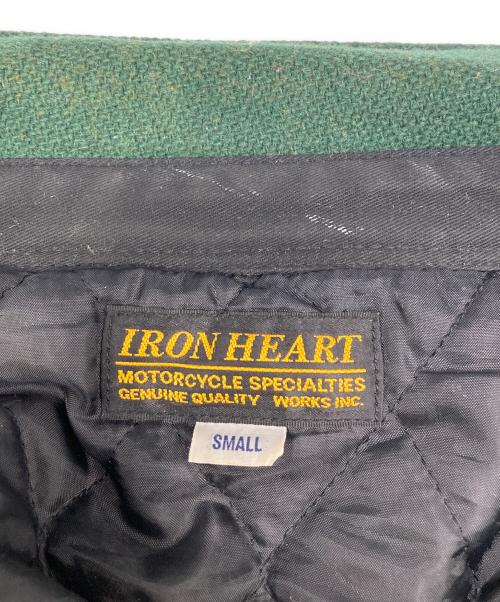 IRON HEART
MOTORCYCLE SPECIALTIES
GENUINE QUALITY WORKS INC.
SMALL